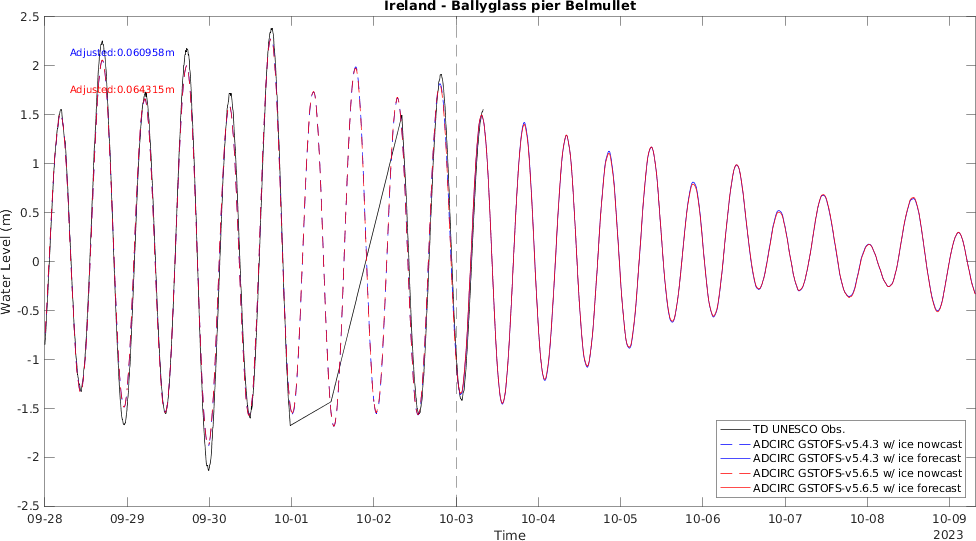 Ireland - Ballyglass pier Belmullet
2.5
2
1.5
1
0.5
0
-0.5
-1
-1.5
-2
-2.5
Water Level (m)
Adjusted:0.060958m
Adjusted:0.064315m
TD UNESCO Obs.
ADCIRC GSTOFS-v5.4.3 w/ ice nowcast
ADCIRC GSTOFS-v5.4.3 w/ ice forecast
ADCIRC GSTOFS-v5.6.5 w/ ice nowcast
ADCIRC GSTOFS-v5.6.5 w/ ice forecast
09-28 09-29 09-30 10-01 10-02 10-03 10-04 10-05 10-06 10-07 10-08 10-09
Time
2023